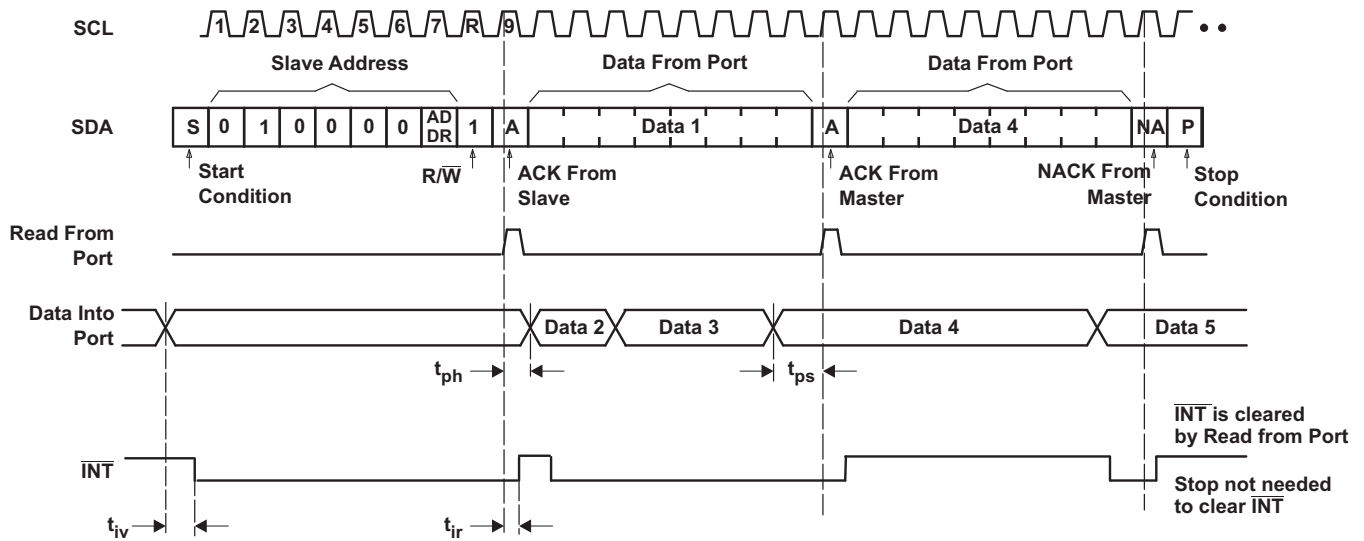 SCL 1 2 3 4 5 6 7 R 9
Slave Address Data From Port Data From Port
SDA S 0 1 0 0 0 0 AD DR 1 A Data 1 A Data 4 NA P
Start Condition
R/W̅
ACK From Slave
ACK From Master
NACK From Master
Stop Condition
Read From Port
Data Into Port
Data 2 Data 3 Data 4 Data 5
tph tps
I̅N̅T̅ is cleared
by Read from Port
I̅N̅T̅
Stop not needed
to clear I̅N̅T̅
tiv tir